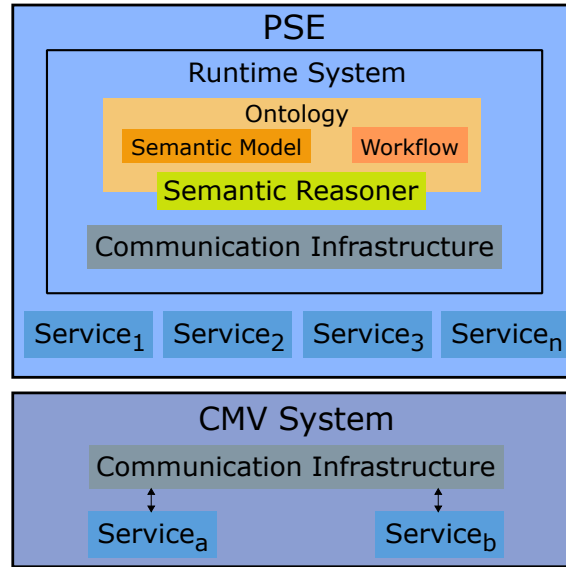 PSE
Runtime System
Ontology
Semantic Model Workflow
Semantic Reasoner
Communication Infrastructure
Service₁ Service₂ Service₃ Serviceₙ
CMV System
Communication Infrastructure
Serviceₐ Service_b